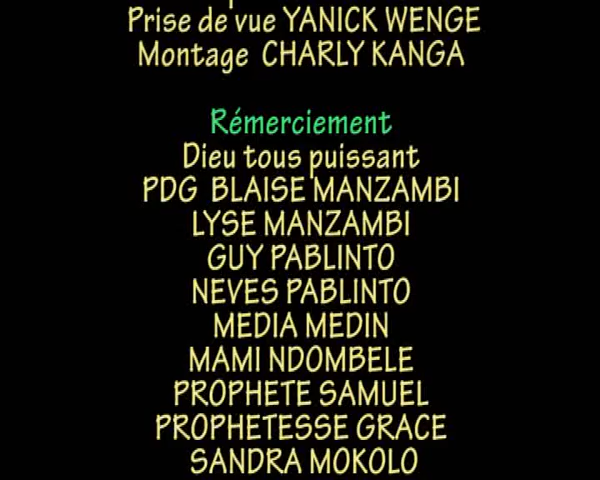 Prise de vue YANICK WENGE
Montage CHARLY KANGA
Rémerciement
Dieu tous puissant
PDG BLAISE MANZAMBI
LYSE MANZAMBI
GUY PABLINTO
NEVES PABLINTO
MEDIA MEDIN
MAMI NDOMBELE
PROPHETE SAMUEL
PROPHETESSE GRACE
SANDRA MOKOLO